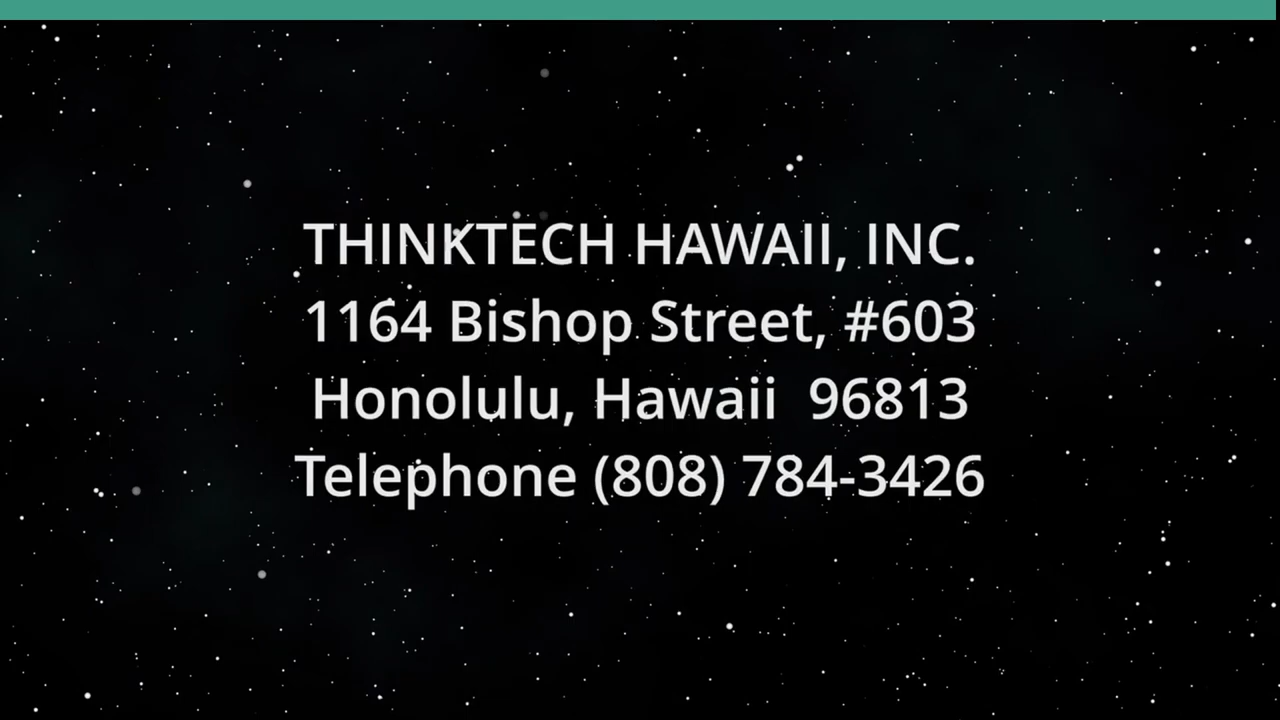 THINKTECH HAWAII, INC.
1164 Bishop Street, #603
Honolulu, Hawaii  96813
Telephone (808) 784-3426